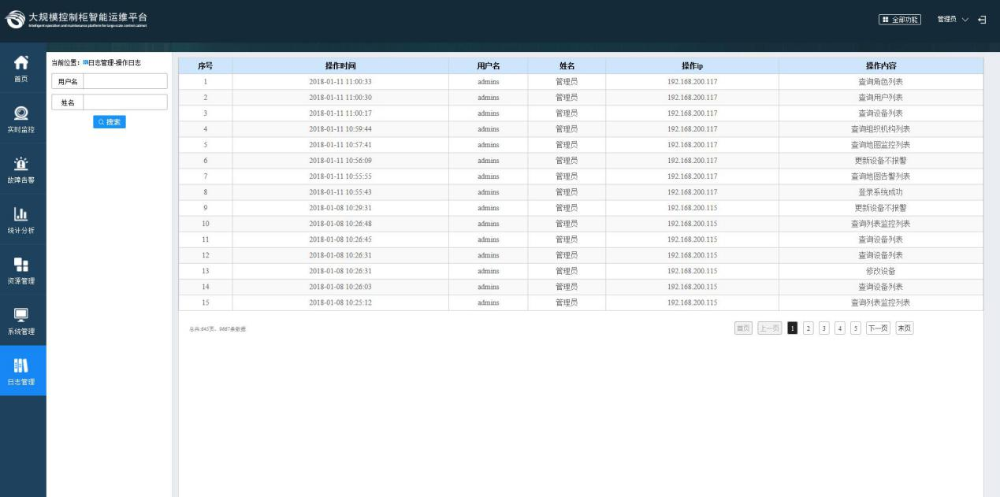 大规模控制柜智能运维平台
Intelligent operation and maintenance platform for large-scale control cabinet
全部功能 管理员
首页
实时监控
故障告警
统计分析
资源管理
系统管理
日志管理
当前位置：日志管理-操作日志
用户名
姓名
搜索
序号 操作时间 用户名 姓名 操作ip 操作内容
1 2018-01-11 11:00:33 admins 管理员 192.168.200.117 查询角色列表
2 2018-01-11 11:00:30 admins 管理员 192.168.200.117 查询用户列表
3 2018-01-11 11:00:17 admins 管理员 192.168.200.117 查询设备列表
4 2018-01-11 10:59:44 admins 管理员 192.168.200.117 查询组织机构列表
5 2018-01-11 10:57:41 admins 管理员 192.168.200.117 查询地图监控列表
6 2018-01-11 10:56:09 admins 管理员 192.168.200.117 更新设备不报警
7 2018-01-11 10:55:55 admins 管理员 192.168.200.117 查询地图告警列表
8 2018-01-11 10:55:43 admins 管理员 192.168.200.117 登录系统成功
9 2018-01-08 10:29:31 admins 管理员 192.168.200.115 更新设备不报警
10 2018-01-08 10:26:48 admins 管理员 192.168.200.115 查询列表监控列表
11 2018-01-08 10:26:45 admins 管理员 192.168.200.115 查询设备列表
12 2018-01-08 10:26:31 admins 管理员 192.168.200.115 查询设备列表
13 2018-01-08 10:26:31 admins 管理员 192.168.200.115 修改设备
14 2018-01-08 10:26:03 admins 管理员 192.168.200.115 查询设备列表
15 2018-01-08 10:25:12 admins 管理员 192.168.200.115 查询列表监控列表
总共:645页、9667条数据
首页 上一页 1 2 3 4 5 下一页 末页